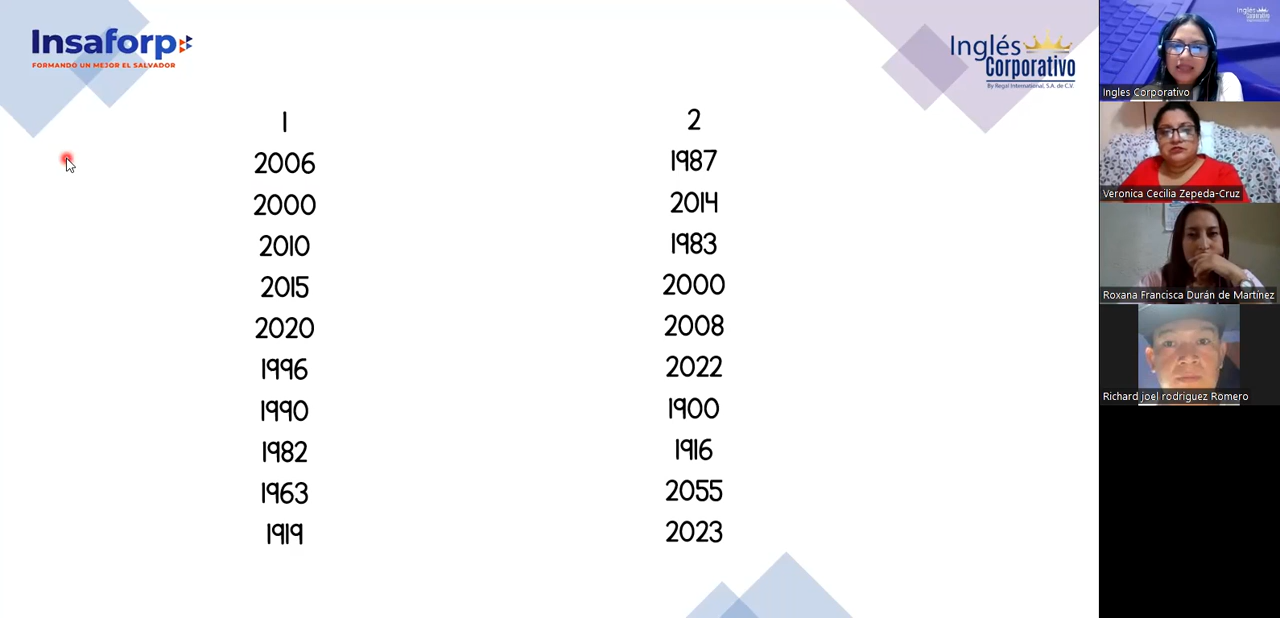 Insaforp
FORMANDO UN MEJOR EL SALVADOR
Inglés
Corporativo
By Regal International, S.A. de C.V.
1
2006
2000
2010
2015
2020
1996
1990
1982
1963
1919
2
1987
2014
1983
2000
2008
2022
1900
1916
2055
2023
Inglés
Corporativo
Ingles Corporativo
Veronica Cecilia Zepeda-Cruz
Roxana Francisca Durán de Martínez
Richard joel rodriguez Romero